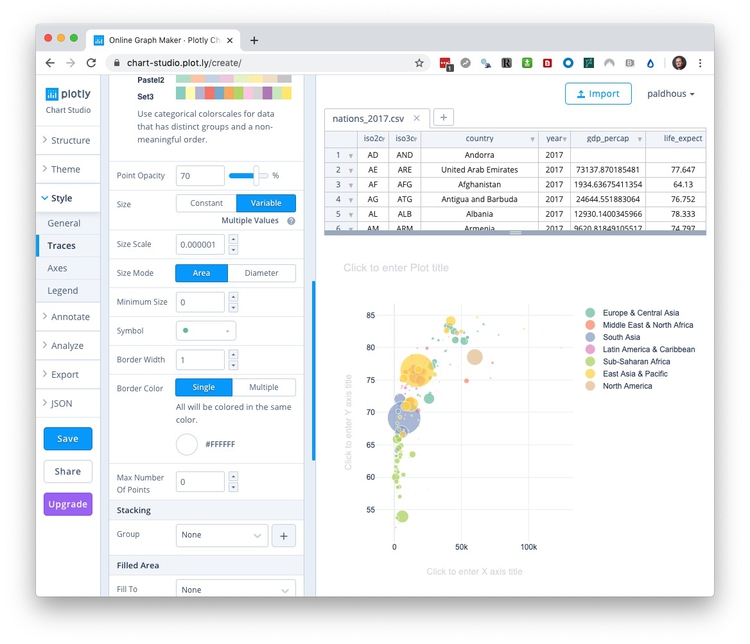 Online Graph Maker · Plotly Ch
chart-studio.plot.ly/create/
plotly
Chart Studio
Structure
Theme
Style
General
Traces
Axes
Legend
Annotate
Analyze
Export
JSON
Save
Share
Upgrade
Pastel2
Set3
Use categorical colorscales for data
that has distinct groups and a non-
meaningful order.
Point Opacity 70 %
Size Constant Variable
Multiple Values
Size Scale 0.000001
Size Mode Area Diameter
Minimum Size 0
Symbol
Border Width 1
Border Color Single Multiple
All will be colored in the same
color.
#FFFFFF
Max Number
Of Points
0
Stacking
Group None
Filled Area
Fill To None
Import
paldhous
nations_2017.csv
iso2c iso3c country year gdp_percap life_expect
1 AD AND Andorra 2017
2 AE ARE United Arab Emirates 2017 73137.870185481 77.647
3 AF AFG Afghanistan 2017 1934.63675411354 64.13
4 AG ATG Antigua and Barbuda 2017 24644.551883064 76.752
5 AL ALB Albania 2017 12930.1400345966 78.333
6 AM ARM Armenia 2017 9620.81849105517 74.797
Click to enter Plot title
85
80
75
70
65
60
55
Click to enter Y axis title
0 50k 100k
Click to enter X axis title
Europe & Central Asia
Middle East & North Africa
South Asia
Latin America & Caribbean
Sub-Saharan Africa
East Asia & Pacific
North America